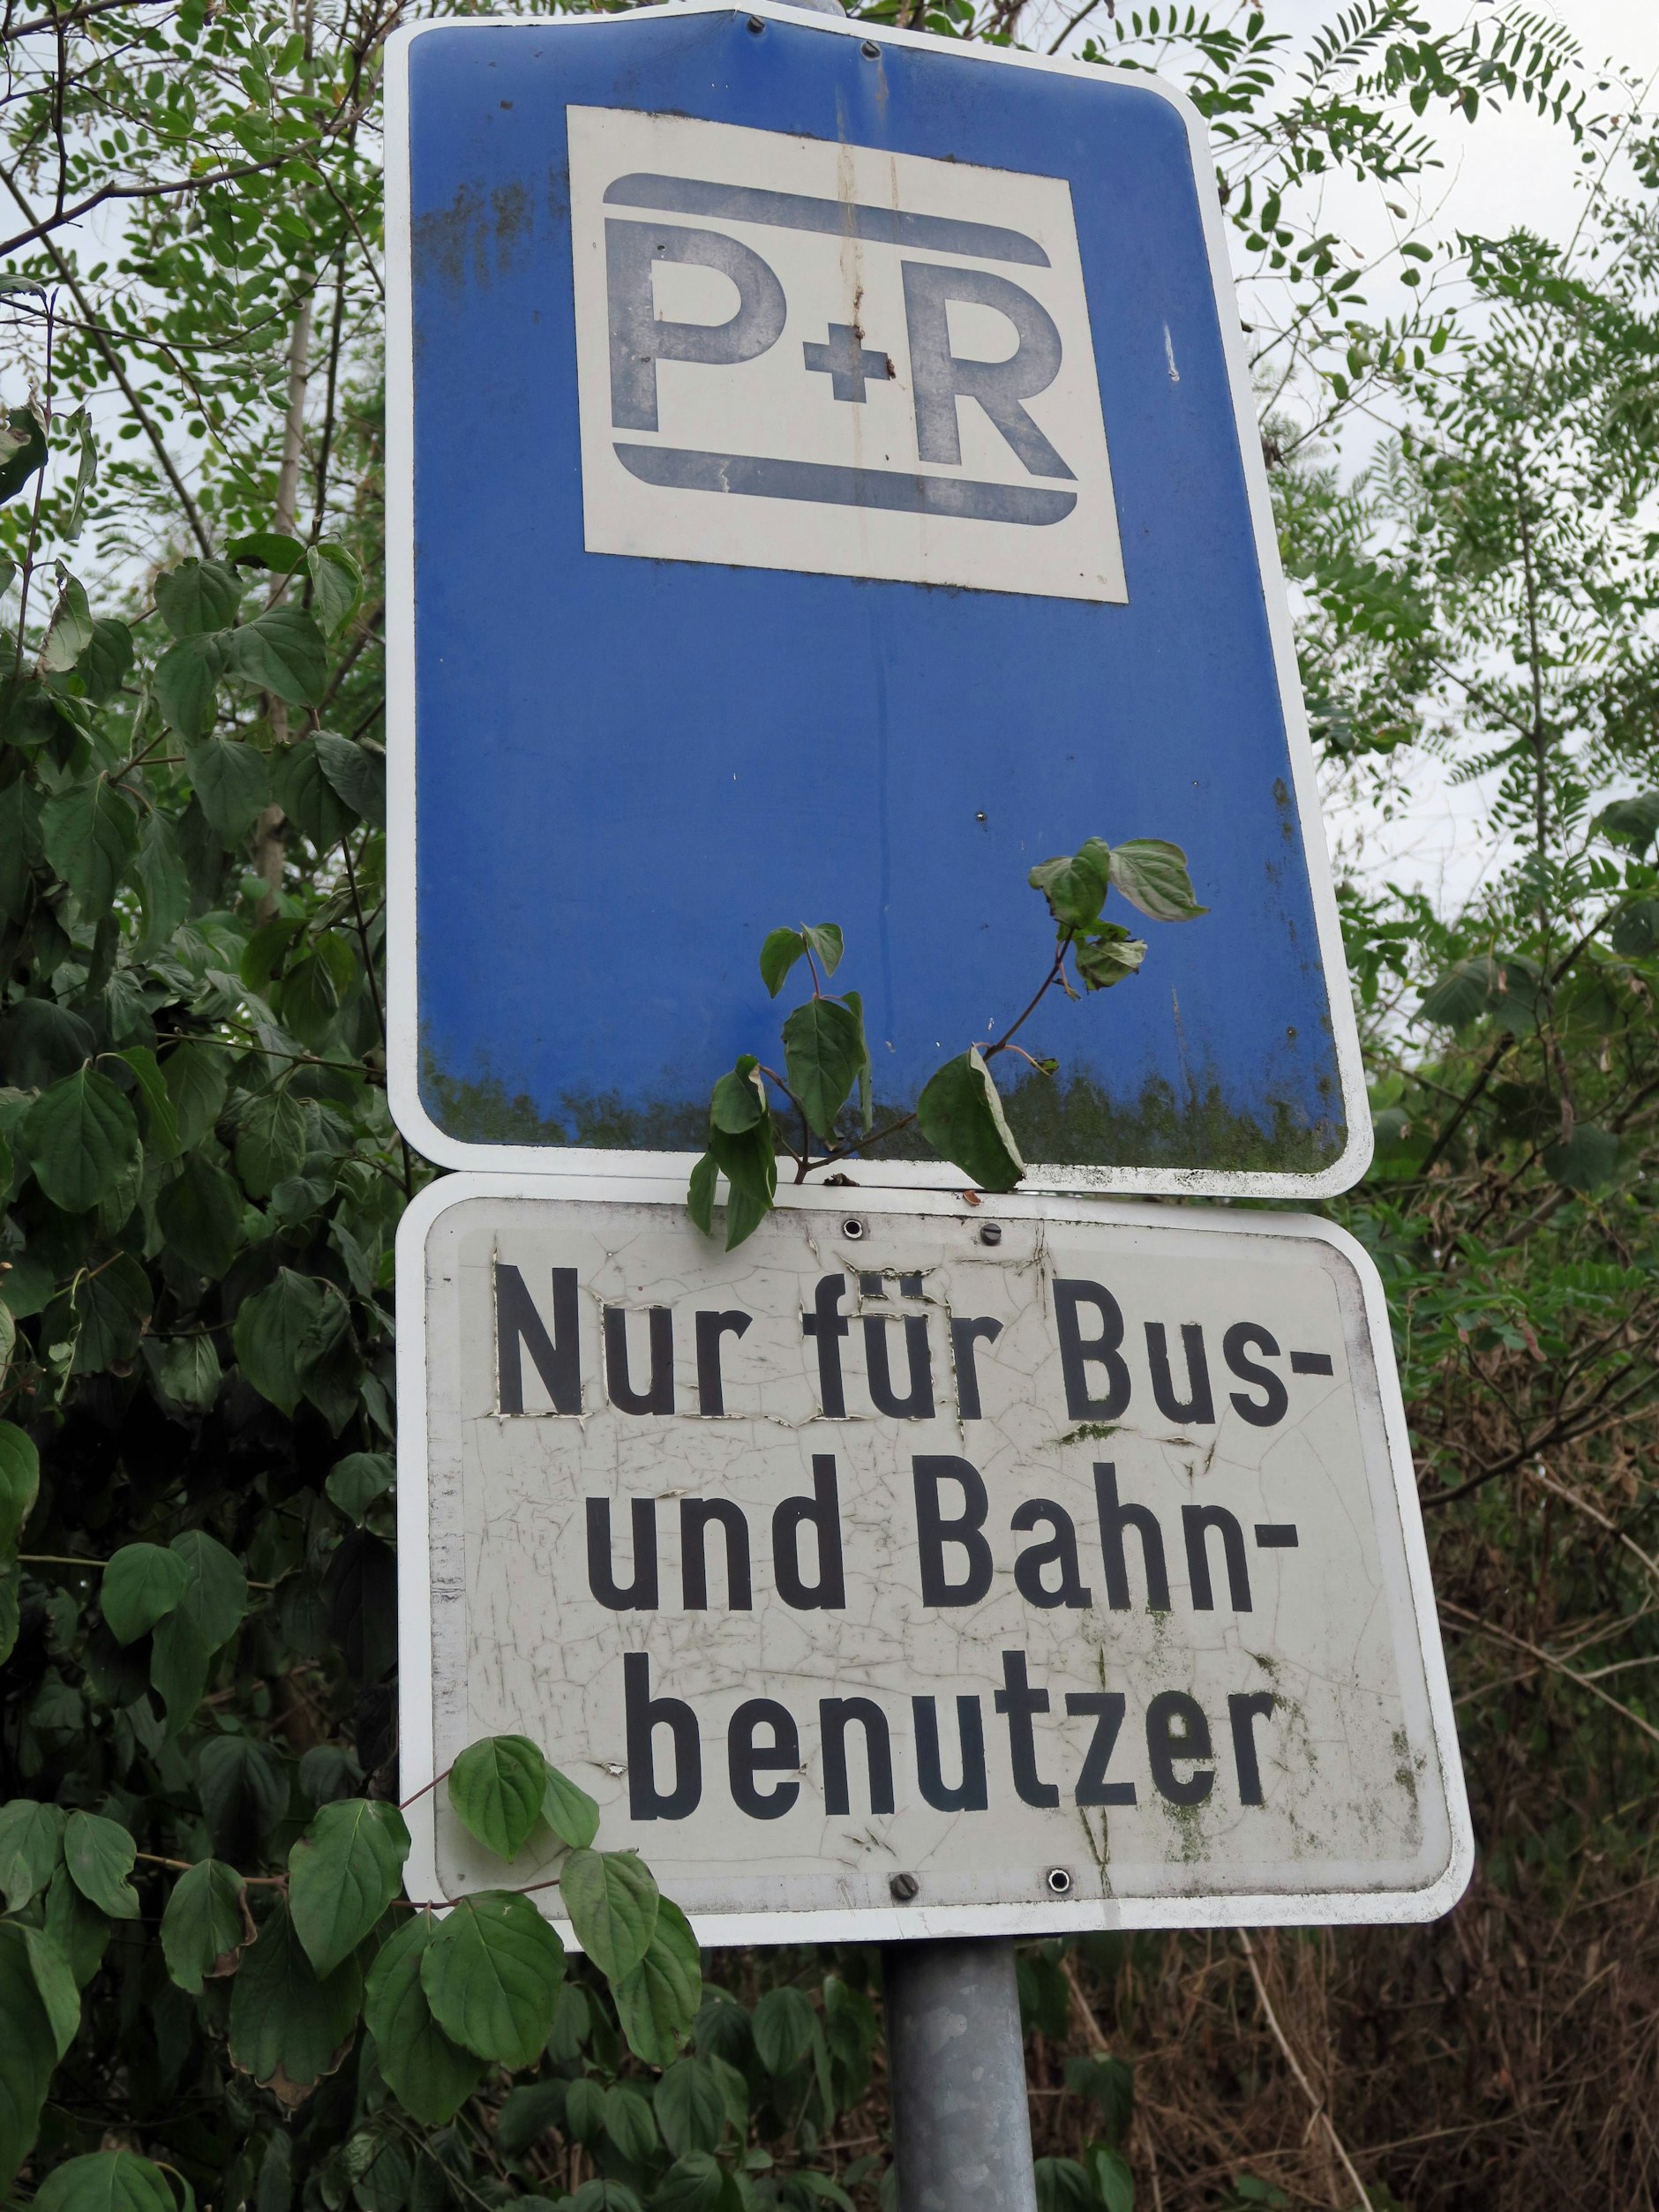 P+R
Nur für Bus-
und Bahn-
benutzer